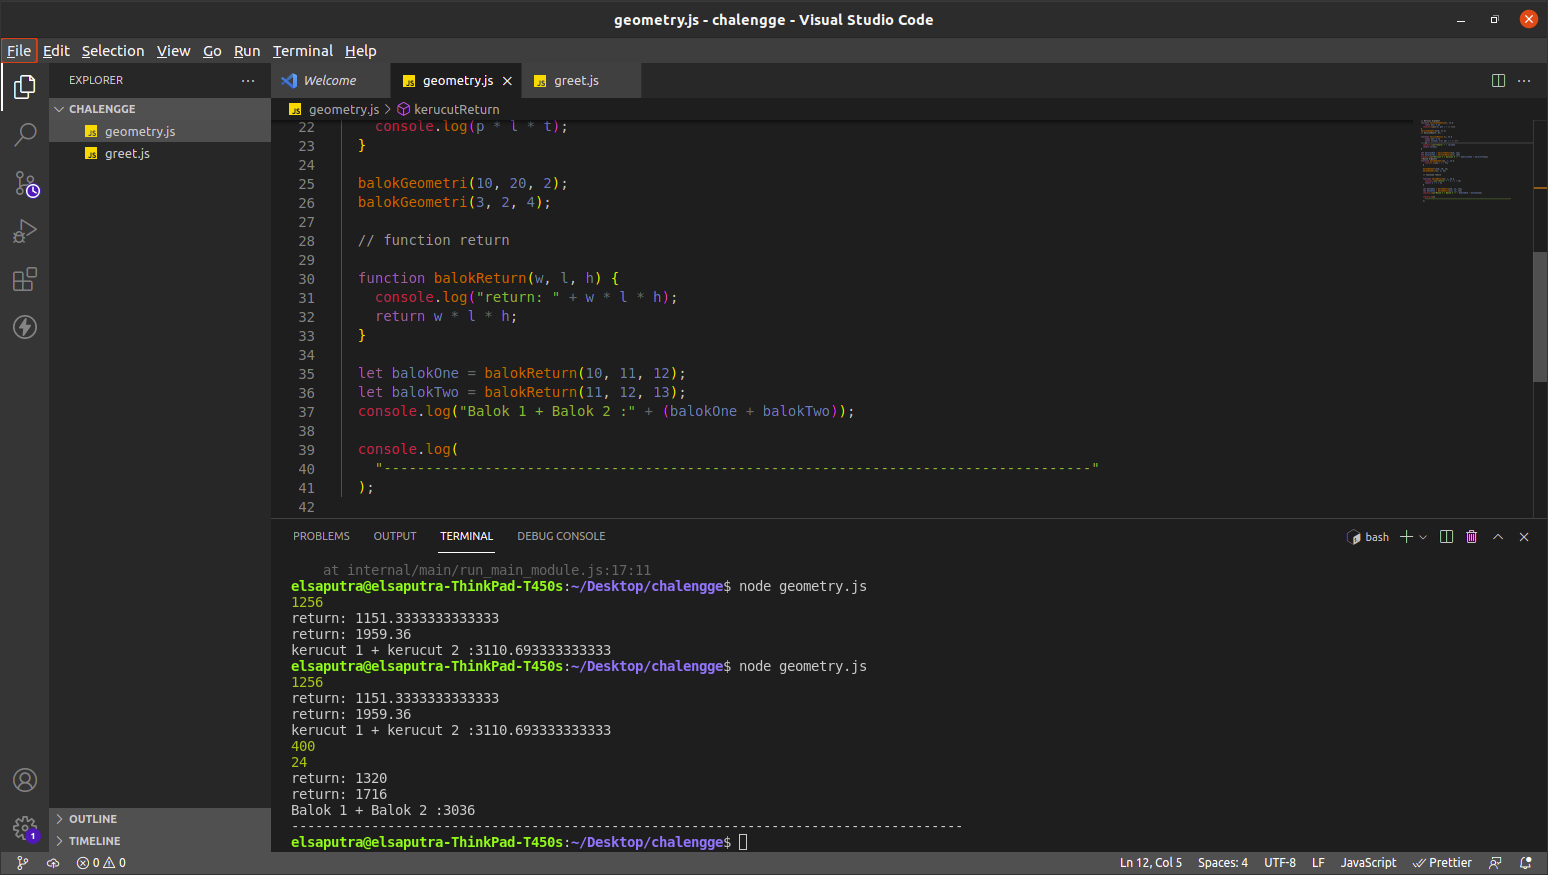 geometry.js - chalengge - Visual Studio Code
File Edit Selection View Go Run Terminal Help
EXPLORER
CHALENGGE
JS geometry.js
JS greet.js
OUTLINE
TIMELINE
Welcome JS geometry.js JS greet.js
JS geometry.js > kerucutReturn
22 console.log(p * l * t);
23 }
24
25 balokGeometri(10, 20, 2);
26 balokGeometri(3, 2, 4);
27
28 // function return
29
30 function balokReturn(w, l, h) {
31 console.log("return: " + w * l * h);
32 return w * l * h;
33 }
34
35 let balokOne = balokReturn(10, 11, 12);
36 let balokTwo = balokReturn(11, 12, 13);
37 console.log("Balok 1 + Balok 2 :" + (balokOne + balokTwo));
38
39 console.log(
40 "------------------------------------------------------------------------------------"
41 );
42
PROBLEMS OUTPUT TERMINAL DEBUG CONSOLE bash
at internal/main/run_main_module.js:17:11
elsaputra@elsaputra-ThinkPad-T450s:~/Desktop/chalengge$ node geometry.js
1256
return: 1151.3333333333333
return: 1959.36
kerucut 1 + kerucut 2 :3110.693333333333
elsaputra@elsaputra-ThinkPad-T450s:~/Desktop/chalengge$ node geometry.js
1256
return: 1151.3333333333333
return: 1959.36
kerucut 1 + kerucut 2 :3110.693333333333
400
24
return: 1320
return: 1716
Balok 1 + Balok 2 :3036
------------------------------------------------------------------------------------
elsaputra@elsaputra-ThinkPad-T450s:~/Desktop/chalengge$
1
0 0 Ln 12, Col 5 Spaces: 4 UTF-8 LF JavaScript Prettier